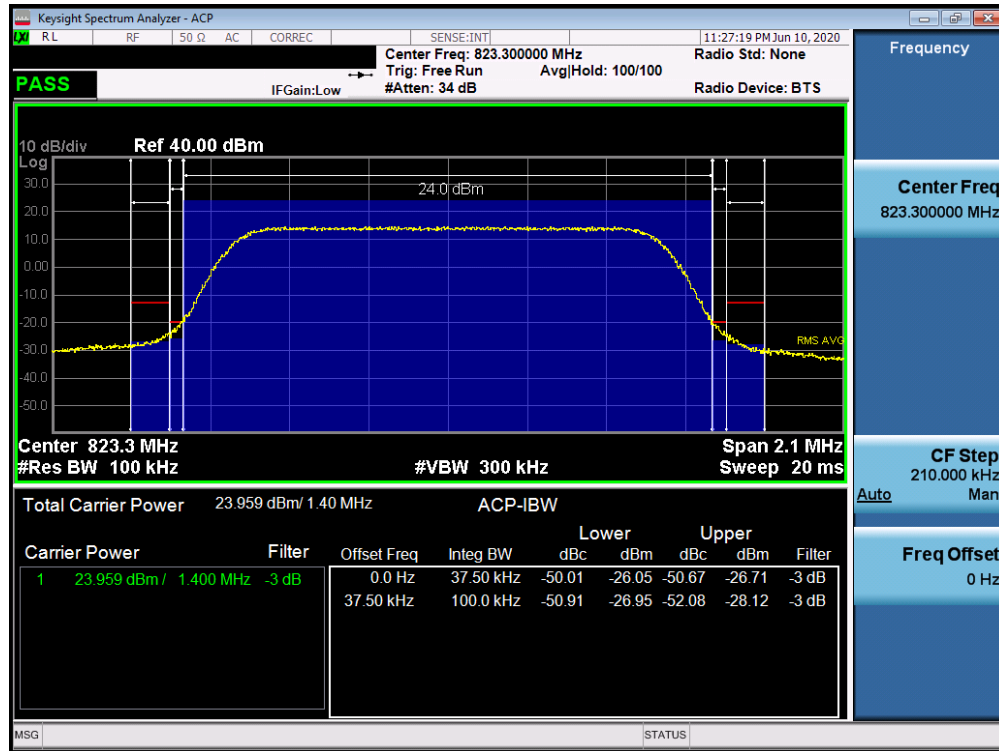 Keysight Spectrum Analyzer - ACP
LXI RL RF 50 Ω AC CORREC SENSE:INT 11:27:19 PM Jun 10, 2020
Center Freq: 823.300000 MHz Radio Std: None
Trig: Free Run Avg|Hold: 100/100
PASS IFGain:Low #Atten: 34 dB Radio Device: BTS
10 dB/div Ref 40.00 dBm
Log
30.0
24.0 dBm
20.0
10.0
0.00
-10.0
-20.0
-30.0
RMS AVG
-40.0
-50.0
Center 823.3 MHz Span 2.1 MHz
#Res BW 100 kHz #VBW 300 kHz Sweep 20 ms
Total Carrier Power 23.959 dBm/ 1.40 MHz ACP-IBW
Lower Upper
Carrier Power Filter Offset Freq Integ BW dBc dBm dBc dBm Filter
1 23.959 dBm / 1.400 MHz -3 dB 0.0 Hz 37.50 kHz -50.01 -26.05 -50.67 -26.71 -3 dB
37.50 kHz 100.0 kHz -50.91 -26.95 -52.08 -28.12 -3 dB
MSG STATUS
Frequency
Center Freq
823.300000 MHz
CF Step
210.000 kHz
Auto Man
Freq Offset
0 Hz